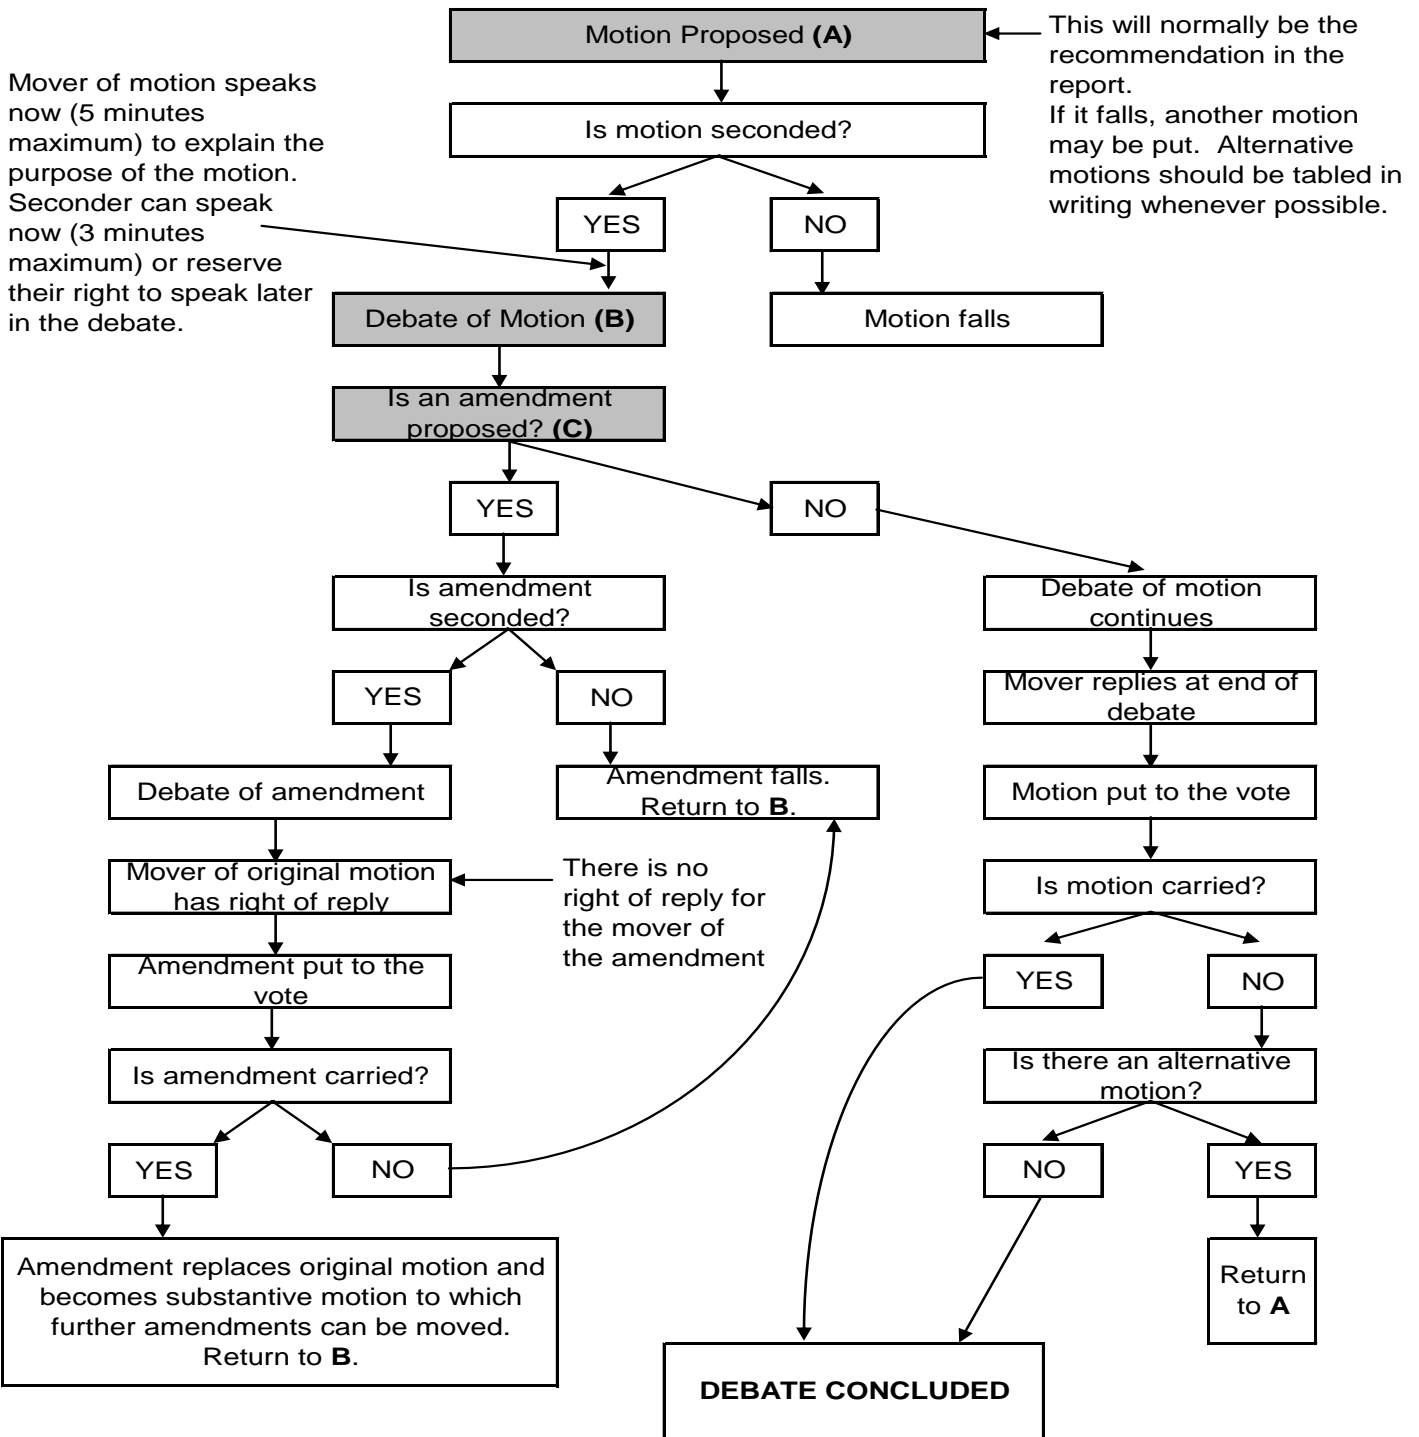 Motion Proposed (A)
This will normally be the
recommendation in the
report.
If it falls, another motion
may be put. Alternative
motions should be tabled in
writing whenever possible.
Mover of motion speaks
now (5 minutes
maximum) to explain the
purpose of the motion.
Seconder can speak
now (3 minutes
maximum) or reserve
their right to speak later
in the debate.
Is motion seconded?
YES
NO
Debate of Motion (B)
Motion falls
Is an amendment
proposed? (C)
YES
NO
Is amendment
seconded?
Debate of motion
continues
YES
NO
Mover replies at end of
debate
Debate of amendment
Amendment falls.
Return to B.
Motion put to the vote
Mover of original motion
has right of reply
There is no
right of reply for
the mover of
the amendment
Is motion carried?
Amendment put to the
vote
YES
NO
Is amendment carried?
Is there an alternative
motion?
YES
NO
NO
YES
Amendment replaces original motion and
becomes substantive motion to which
further amendments can be moved.
Return to B.
Return
to A
DEBATE CONCLUDED